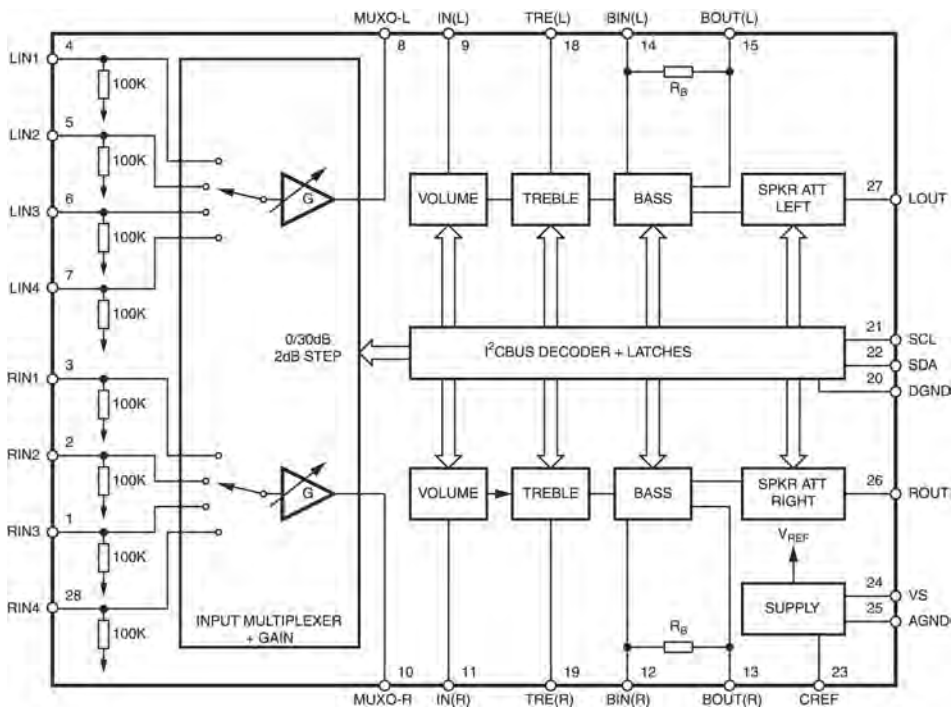 MUXO-L IN(L) TRE(L) BIN(L) BOUT(L)
4 8 9 18 14 15
LIN1
100K
R_B
5
LIN2
100K
27
6
G VOLUME TREBLE BASS SPKR ATT LEFT LOUT
LIN3
100K
7
LIN4
100K
21
0/30dB
2dB STEP
I²CBUS DECODER + LATCHES
SCL
22
SDA
20
DGND
3
RIN1
100K
2
RIN2
100K
26
G VOLUME TREBLE BASS SPKR ATT RIGHT ROUT
1
RIN3
100K
V_REF
24
28
RIN4
SUPPLY
VS
25
AGND
100K
INPUT MULTIPLEXER
+ GAIN
R_B
10 11 19 12 13 23
MUXO-R IN(R) TRE(R) BIN(R) BOUT(R) CREF